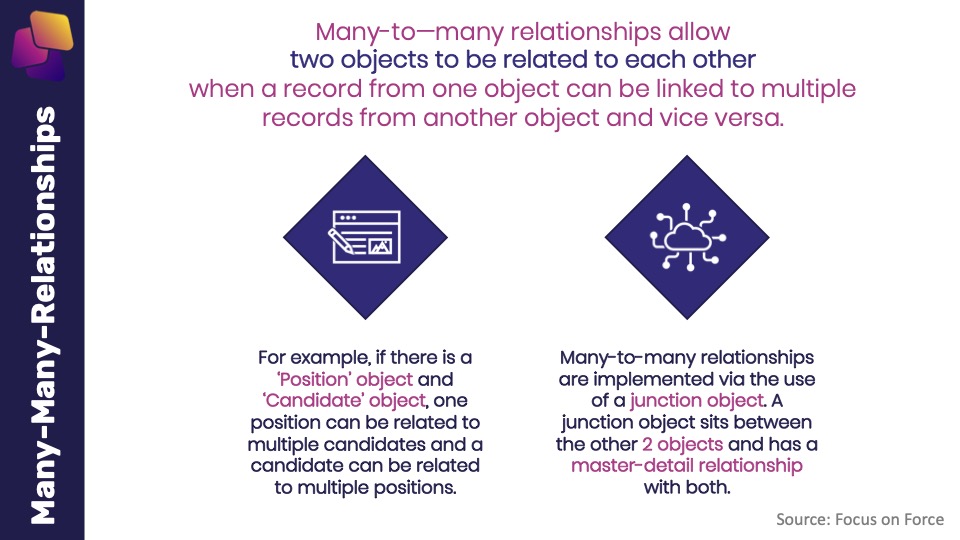 Many-Many-Relationships
Many-to—many relationships allow
two objects to be related to each other
when a record from one object can be linked to multiple
records from another object and vice versa.
For example, if there is a
‘Position’ object and
‘Candidate’ object, one
position can be related to
multiple candidates and a
candidate can be related
to multiple positions.
Many-to-many relationships
are implemented via the use
of a junction object. A
junction object sits between
the other 2 objects and has a
master-detail relationship
with both.
Source: Focus on Force